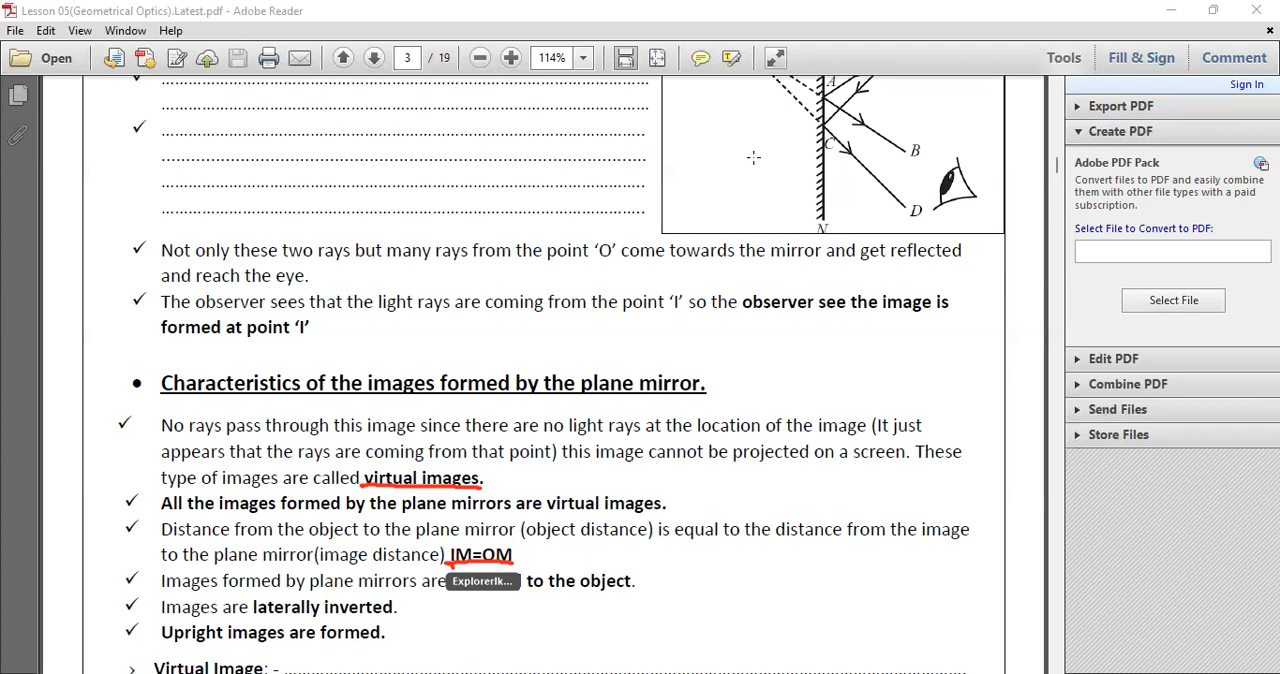 Lesson 05(Geometrical Optics).Latest.pdf - Adobe Reader
File Edit View Window Help
Open 3 / 19 114% Tools Fill & Sign Comment
Sign In
Export PDF
Create PDF
Adobe PDF Pack
Convert files to PDF and easily combine
them with other file types with a paid
subscription.
Select File to Convert to PDF:
Select File
Edit PDF
Combine PDF
Send Files
Store Files
A
B
C
D
N
✓ Not only these two rays but many rays from the point ‘O’ come towards the mirror and get reflected
and reach the eye.
✓ The observer sees that the light rays are coming from the point ‘I’ so the observer see the image is
formed at point ‘I’
• Characteristics of the images formed by the plane mirror.
✓ No rays pass through this image since there are no light rays at the location of the image (It just
appears that the rays are coming from that point) this image cannot be projected on a screen. These
type of images are called virtual images.
✓ All the images formed by the plane mirrors are virtual images.
✓ Distance from the object to the plane mirror (object distance) is equal to the distance from the image
to the plane mirror(image distance) IM=OM
✓ Images formed by plane mirrors are to the object.
ExplorerIk...
✓ Images are laterally inverted.
✓ Upright images are formed.
Virtual Image: - ........................................